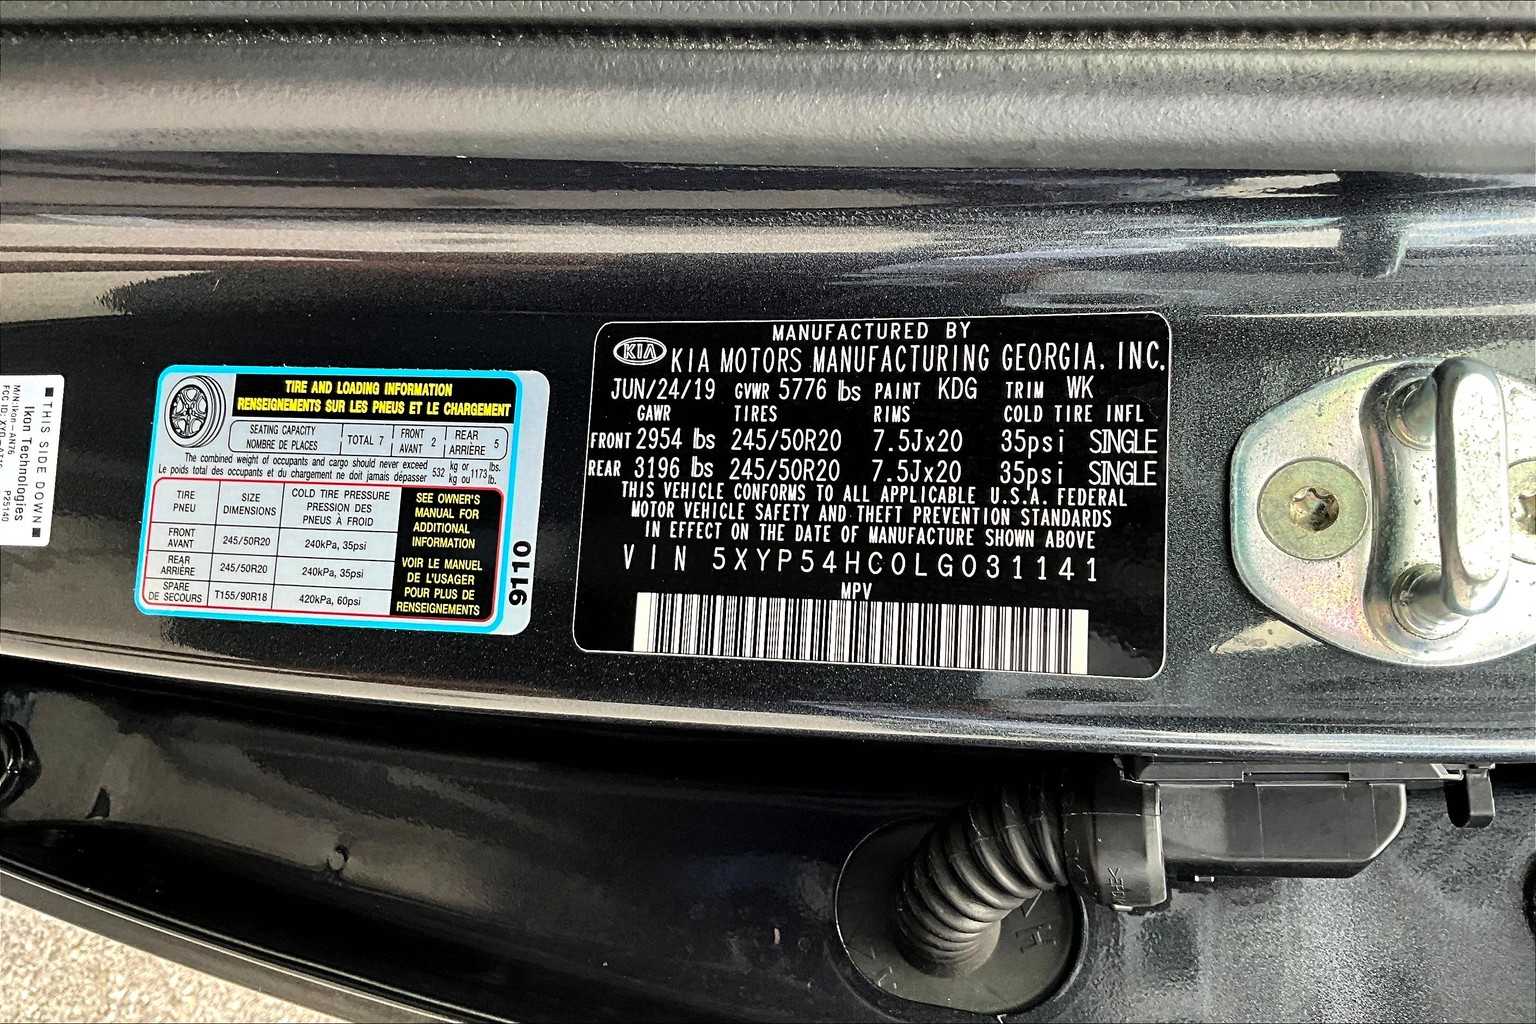 THIS SIDE DOWN
Ikon Technologies
P25140
M/N:Ikon-AN76
TIRE AND LOADING INFORMATION
RENSEIGNEMENTS SUR LES PNEUS ET LE CHARGEMENT
SEATING CAPACITY
NOMBRE DE PLACES
TOTAL 7
FRONT
AVANT 2
REAR
ARRIÈRE 5
The combined weight of occupants and cargo should never exceed 532 kg or 1173 lbs.
Le poids total des occupants et du chargement ne doit jamais dépasser 532 kg ou 1173 lb.
TIRE
PNEU
SIZE
DIMENSIONS
COLD TIRE PRESSURE
PRESSION DES
PNEUS À FROID
FRONT
AVANT
245/50R20
240kPa, 35psi
REAR
ARRIÈRE
245/50R20
240kPa, 35psi
SPARE
DE SECOURS
T155/90R18
420kPa, 60psi
SEE OWNER'S
MANUAL FOR
ADDITIONAL
INFORMATION
VOIR LE MANUEL
DE L'USAGER
POUR PLUS DE
RENSEIGNEMENTS
9110
MANUFACTURED BY
KIA KIA MOTORS MANUFACTURING GEORGIA, INC.
JUN/24/19 GVWR 5776 lbs PAINT KDG TRIM WK
GAWR TIRES RIMS COLD TIRE INFL
FRONT 2954 lbs 245/50R20 7.5Jx20 35psi SINGLE
REAR 3196 lbs 245/50R20 7.5Jx20 35psi SINGLE
THIS VEHICLE CONFORMS TO ALL APPLICABLE U.S.A. FEDERAL
MOTOR VEHICLE SAFETY AND THEFT PREVENTION STANDARDS
IN EFFECT ON THE DATE OF MANUFACTURE SHOWN ABOVE
VIN 5XYP54HC0LG031141
MPV